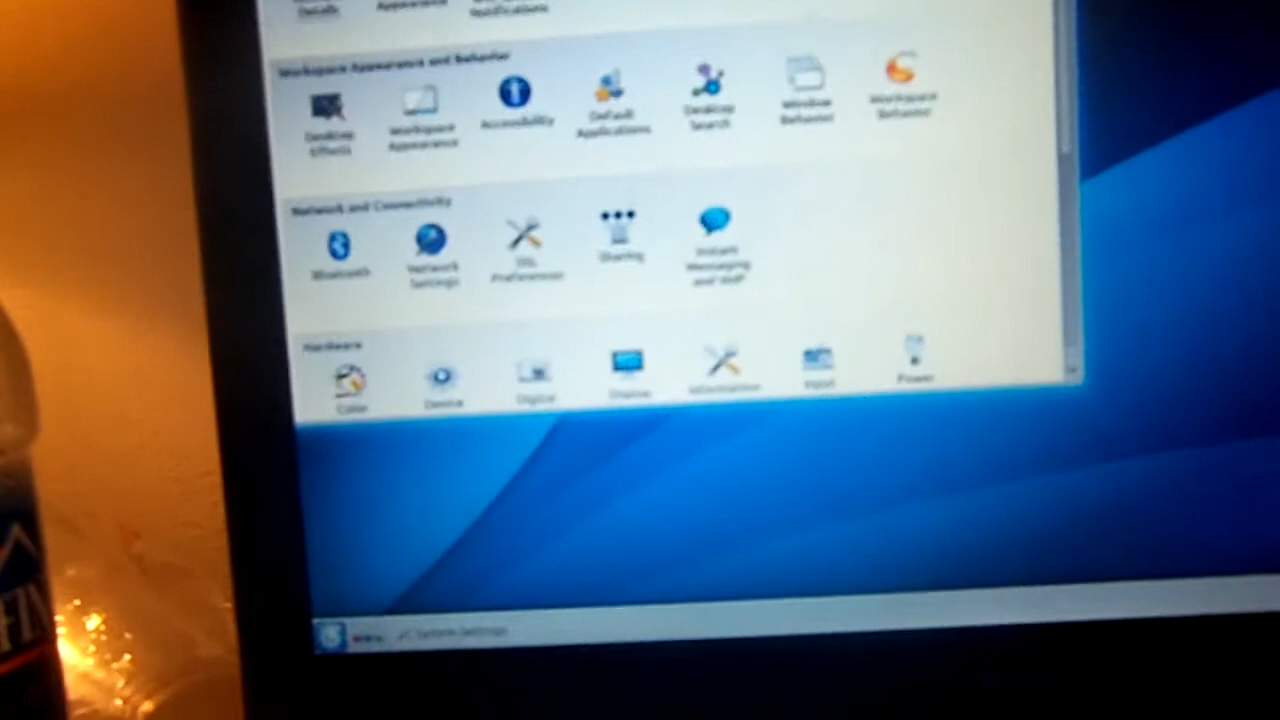 Details
Appearance
Notifications
Workspace Appearance and Behavior
Desktop
Effects
Workspace
Appearance
Accessibility
Default
Applications
Desktop
Search
Window
Behavior
Workspace
Behavior
Network and Connectivity
Bluetooth
Network
Settings
SSL
Preferences
Sharing
Instant
Messaging
and VoIP
Hardware
Color
Device
Digital
Display
Information
Input
Power
System Settings